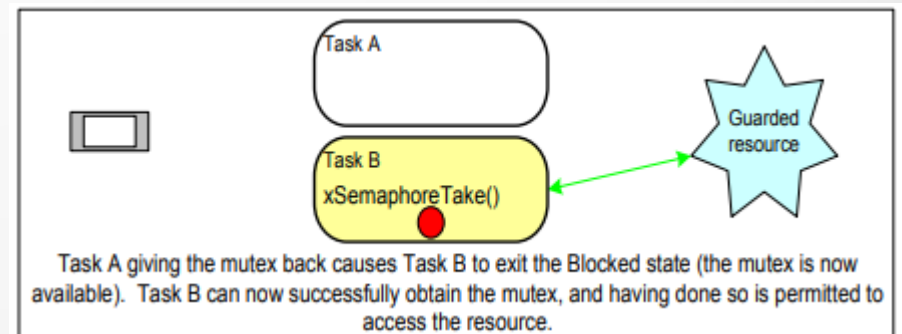 Task A
Guarded
resource
Task B
xSemaphoreTake()
Task A giving the mutex back causes Task B to exit the Blocked state (the mutex is now
available). Task B can now successfully obtain the mutex, and having done so is permitted to
access the resource.